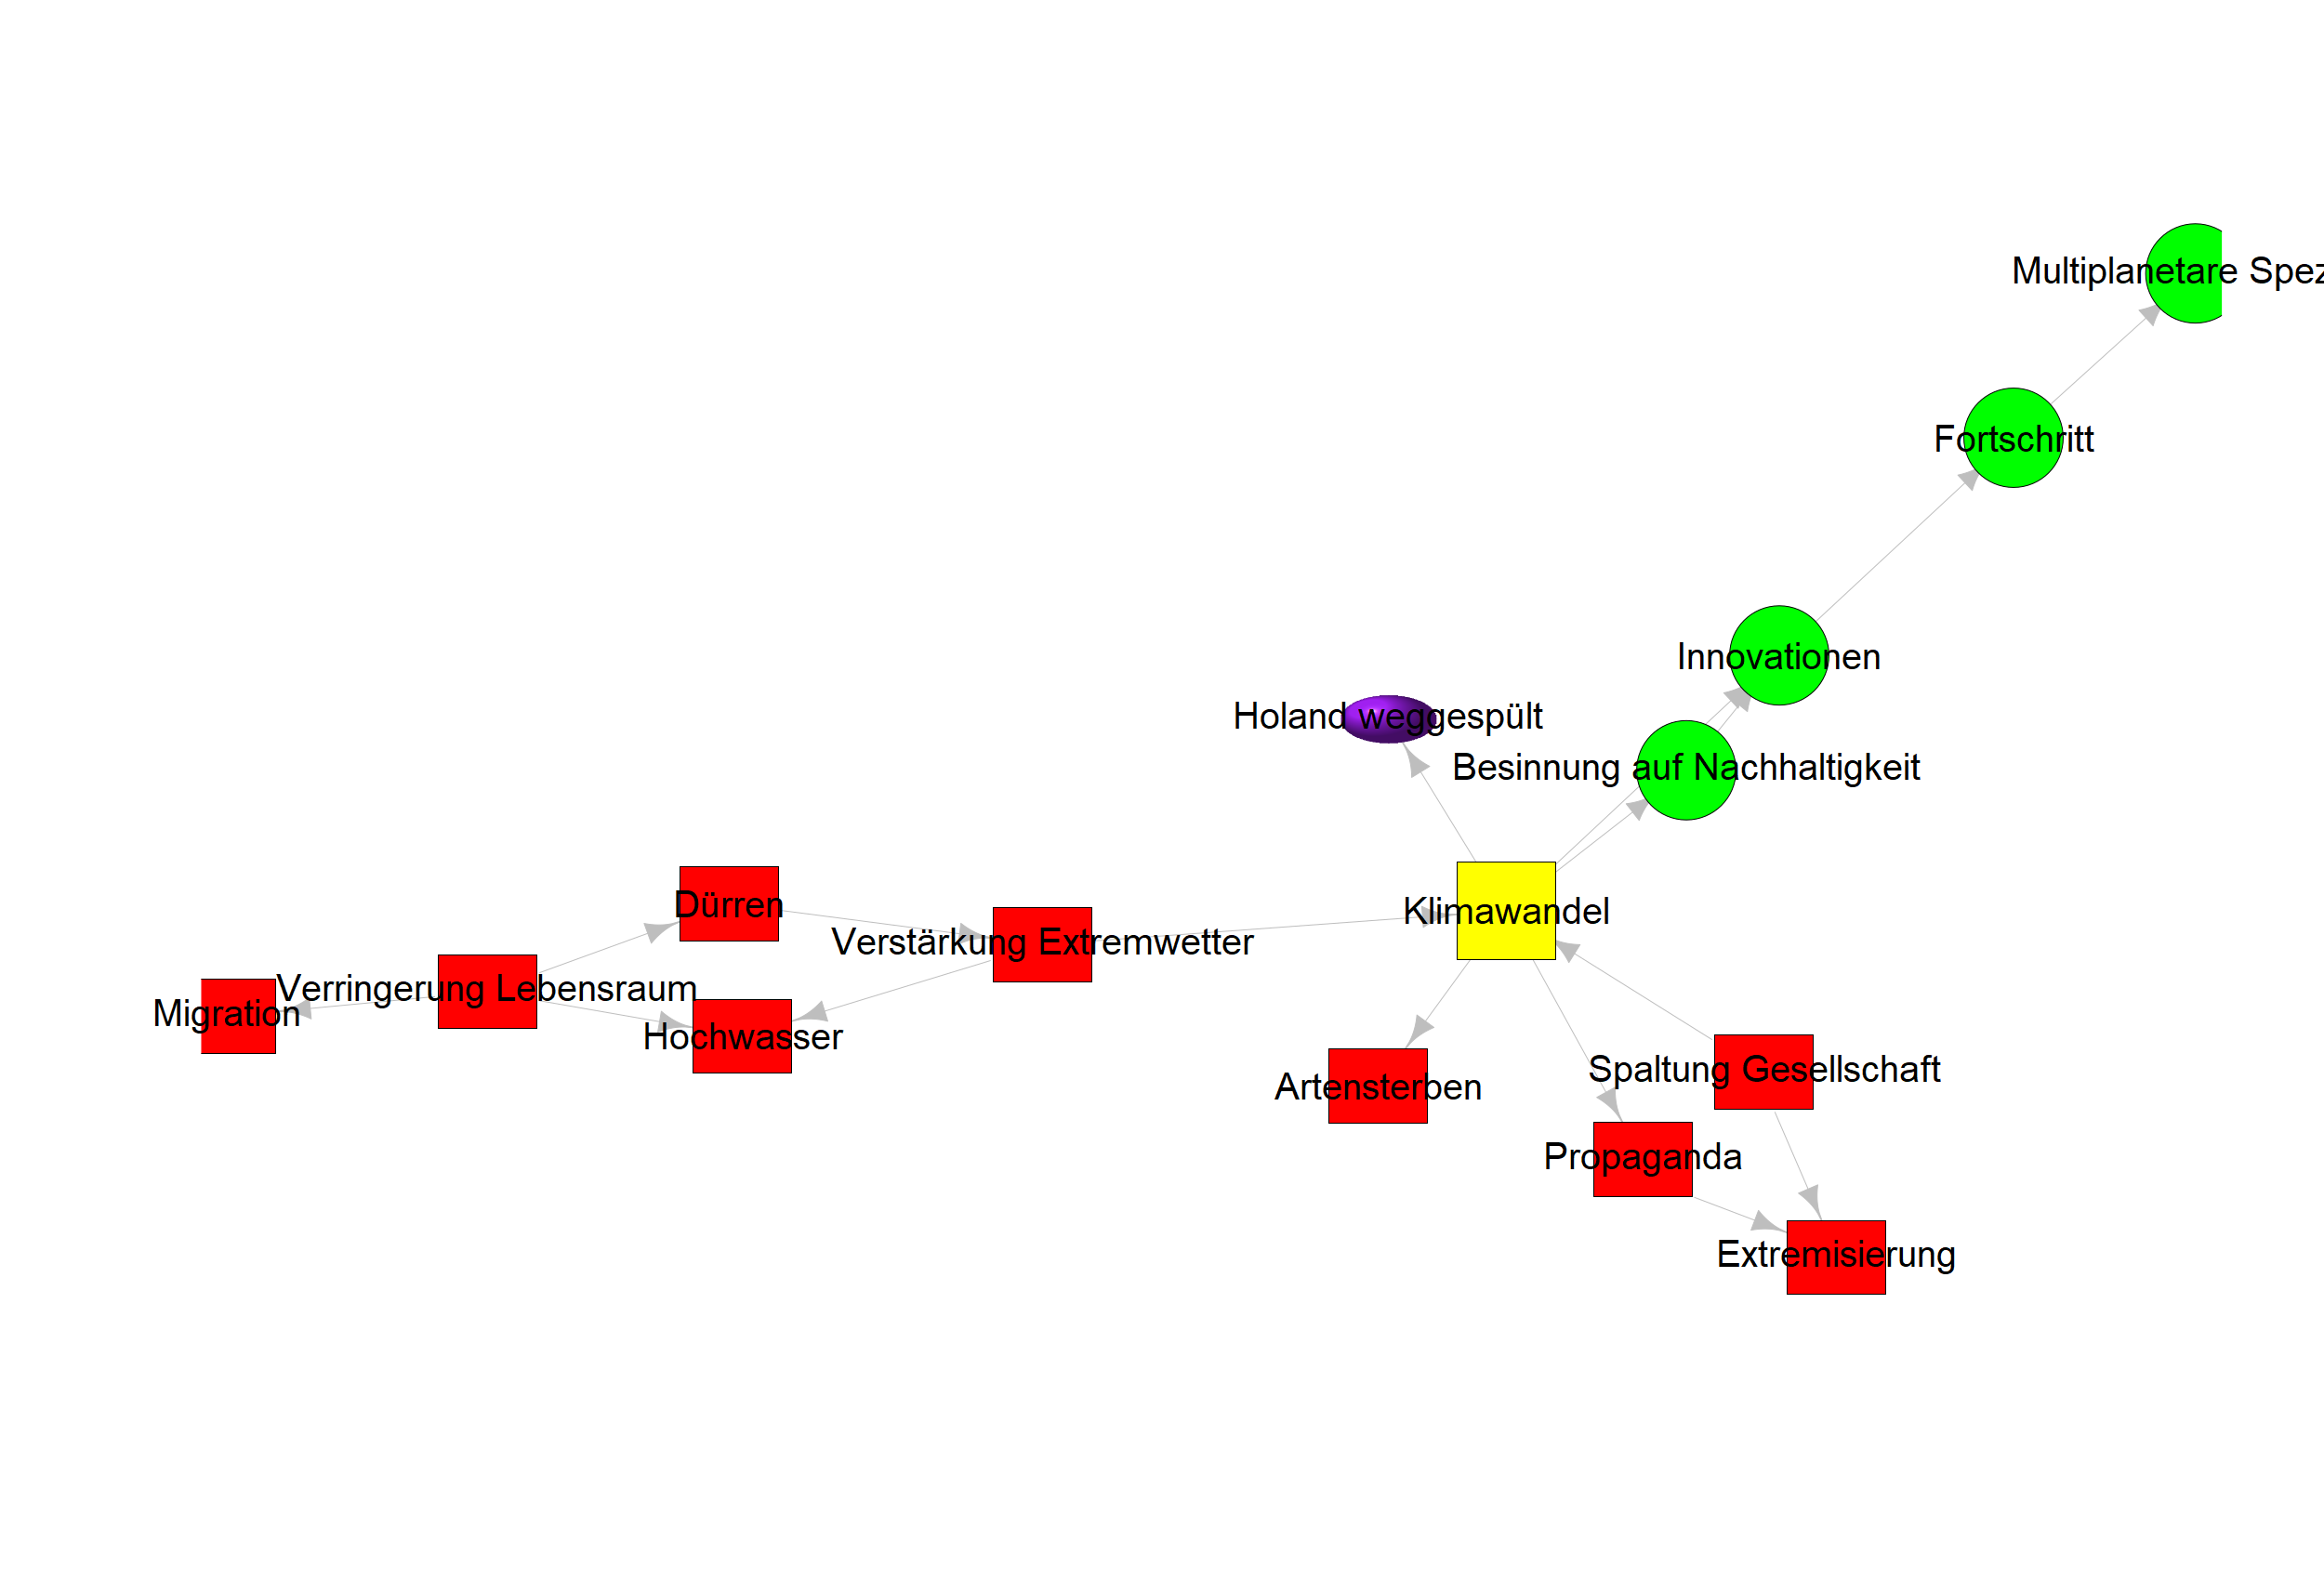 Multiplanetare Spez
Fortschritt
Innovationen
Holand weggespült
Besinnung auf Nachhaltigkeit
Dürren
Klimawandel
Verstärkung Extremwetter
Verringerung Lebensraum
Migration
Hochwasser
Spaltung Gesellschaft
Artensterben
Propaganda
Extremisierung